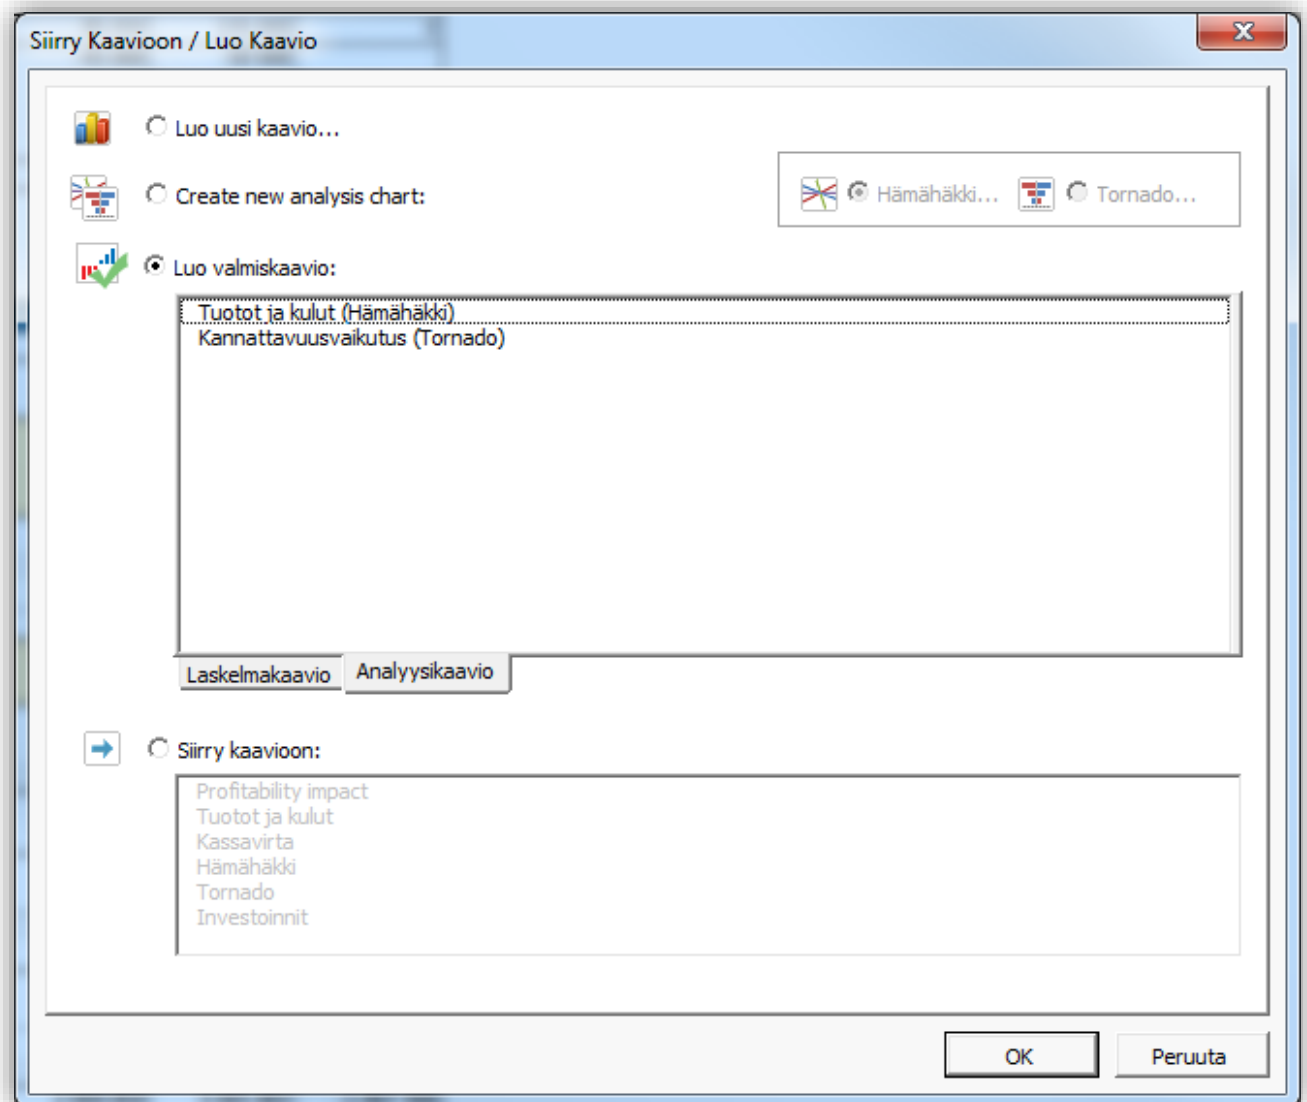 Siirry Kaavioon / Luo Kaavio
X
Luo uusi kaavio...
Create new analysis chart:
Hämähäkki... Tornado...
Luo valmiskaavio:
Tuotot ja kulut (Hämähäkki)
Kannattavuusvaikutus (Tornado)
Laskelmakaavio Analyysikaavio
Siirry kaavioon:
Profitability impact
Tuotot ja kulut
Kassavirta
Hämähäkki
Tornado
Investoinnit
OK Peruuta